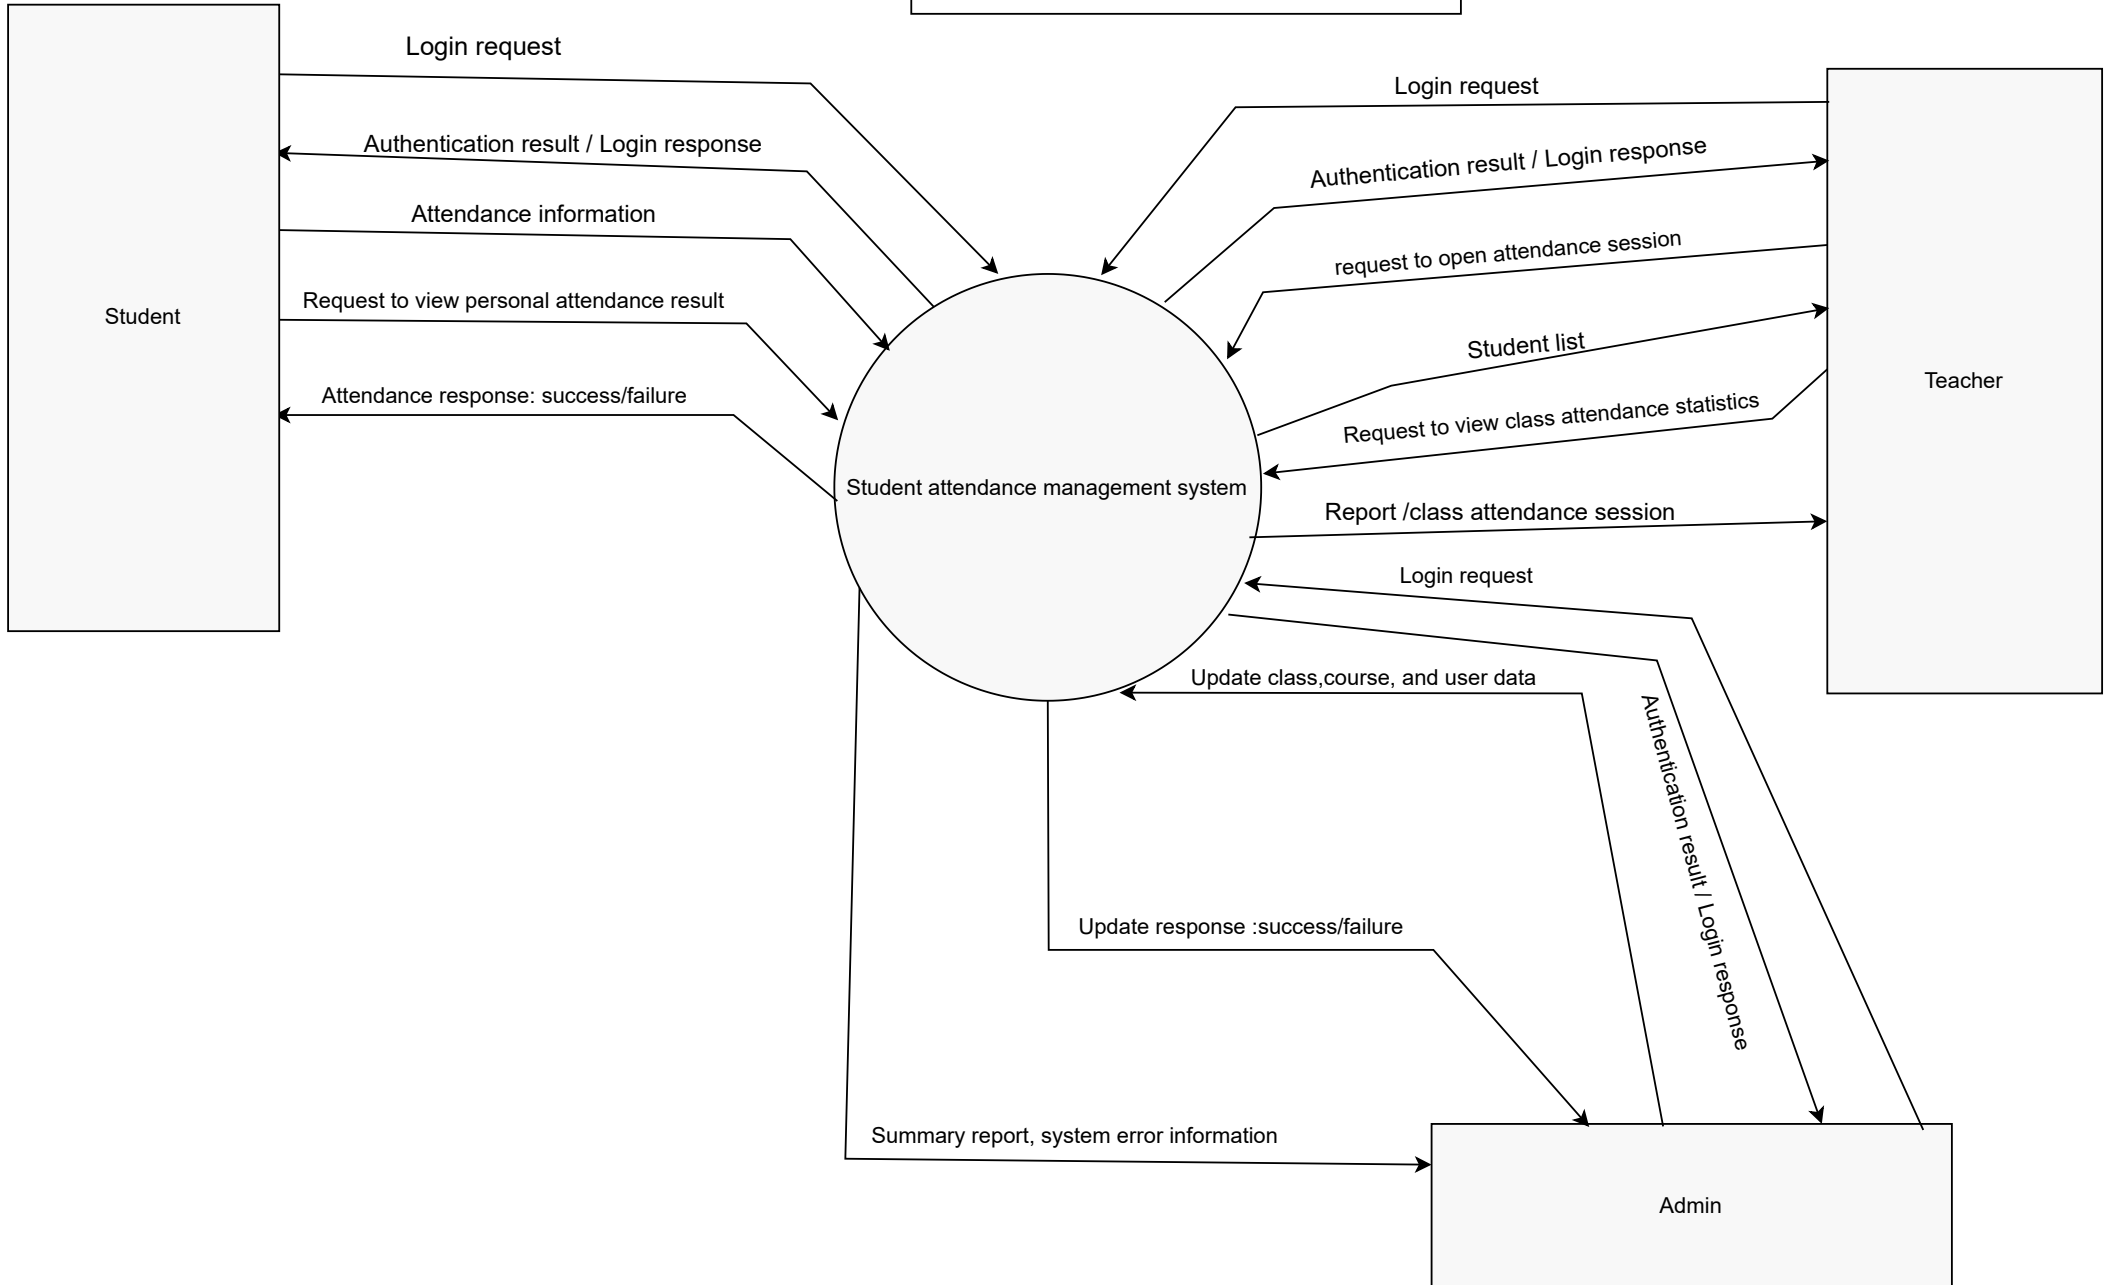 Login request
Authentication result / Login response
Attendance information
Request to view personal attendance result
Attendance response: success/failure
Student
Login request
Authentication result / Login response
request to open attendance session
Student list
Request to view class attendance statistics
Report /class attendance session
Teacher
Student attendance management system
Login request
Update class,course, and user data
Authentication result / Login response
Update response :success/failure
Summary report, system error information
Admin